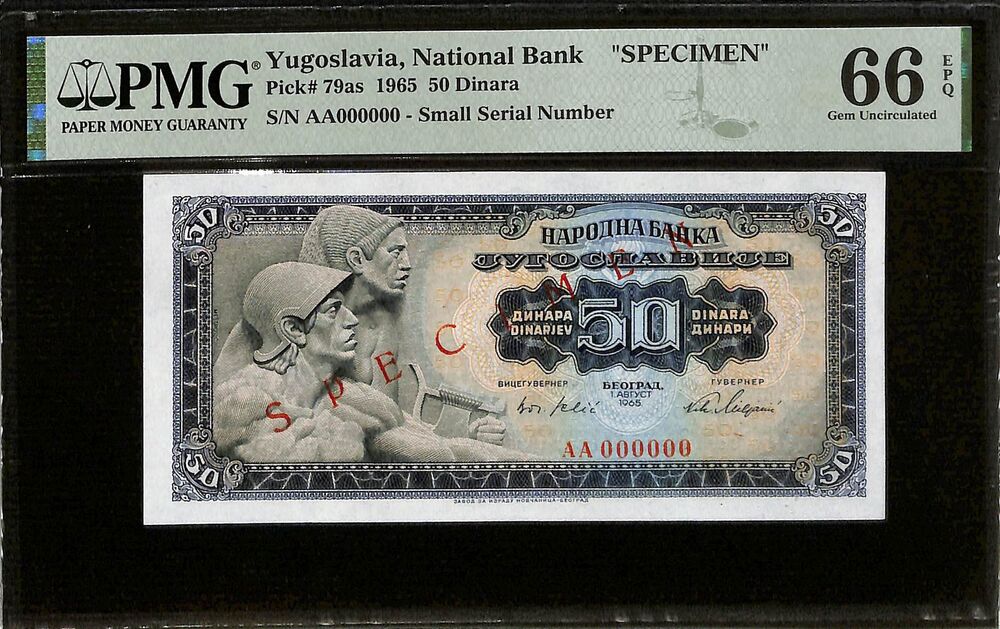 PMG®
PAPER MONEY GUARANTY
Yugoslavia, National Bank "SPECIMEN"
Pick# 79as 1965 50 Dinara
S/N AA000000 - Small Serial Number
66 EPQ
Gem Uncirculated
50 50
НАРОДНА БАНКА
ЈУГОСЛАВИЈЕ
SPECIMEN
ДИНАРА
DINARJEV
50
DINARA
ДИНАРИ
ВИЦЕГУВЕРНЕР
БЕОГРАД,
1. АВГУСТ
1965
ГУВЕРНЕР
AA 000000
50 50
ЗАВОД ЗА ИЗРАДУ НОВЧАНИЦА-БЕОГРАД